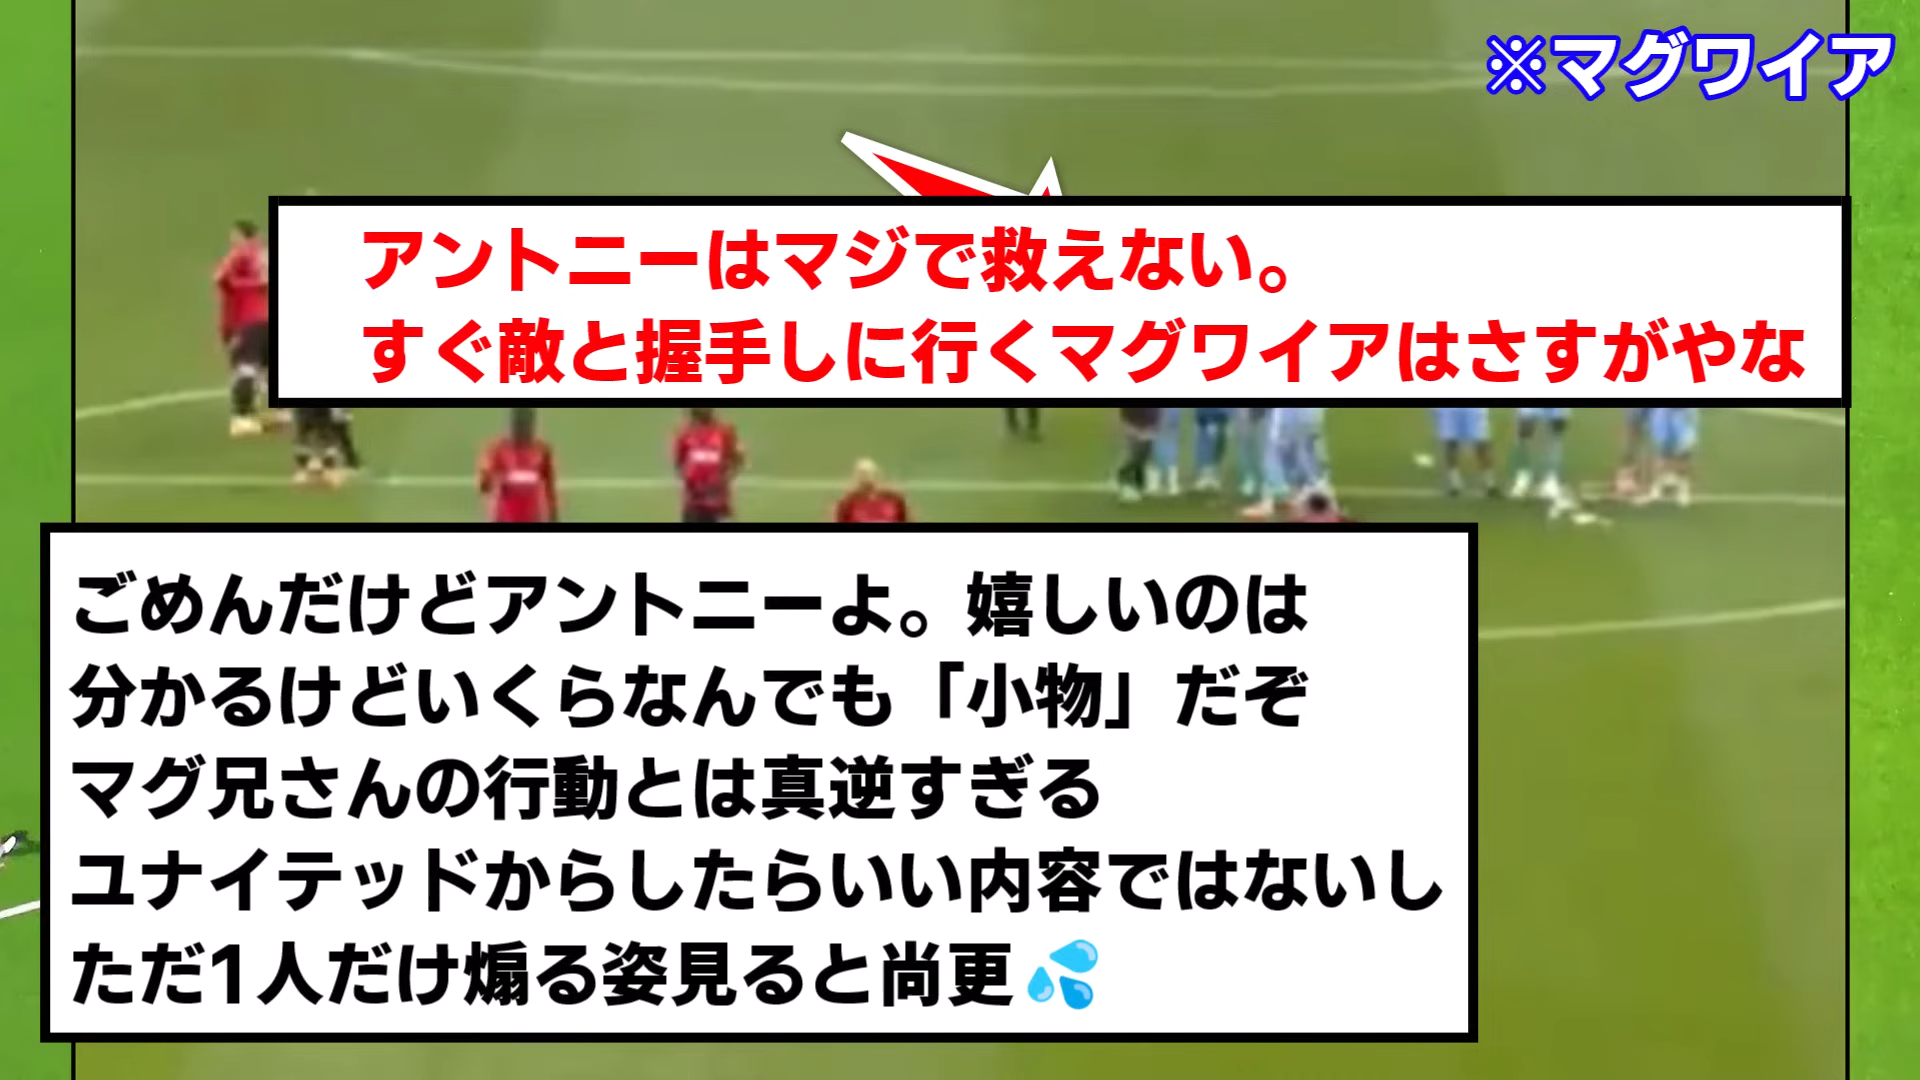 ※マグワイア
アントニーはマジで救えない。
すぐ敵と握手しに行くマグワイアはさすがやな
ごめんだけどアントニーよ。嬉しいのは
分かるけどいくらなんでも「小物」だぞ
マグ兄さんの行動とは真逆すぎる
ユナイテッドからしたらいい内容ではないし
ただ1人だけ煽る姿見ると尚更💦